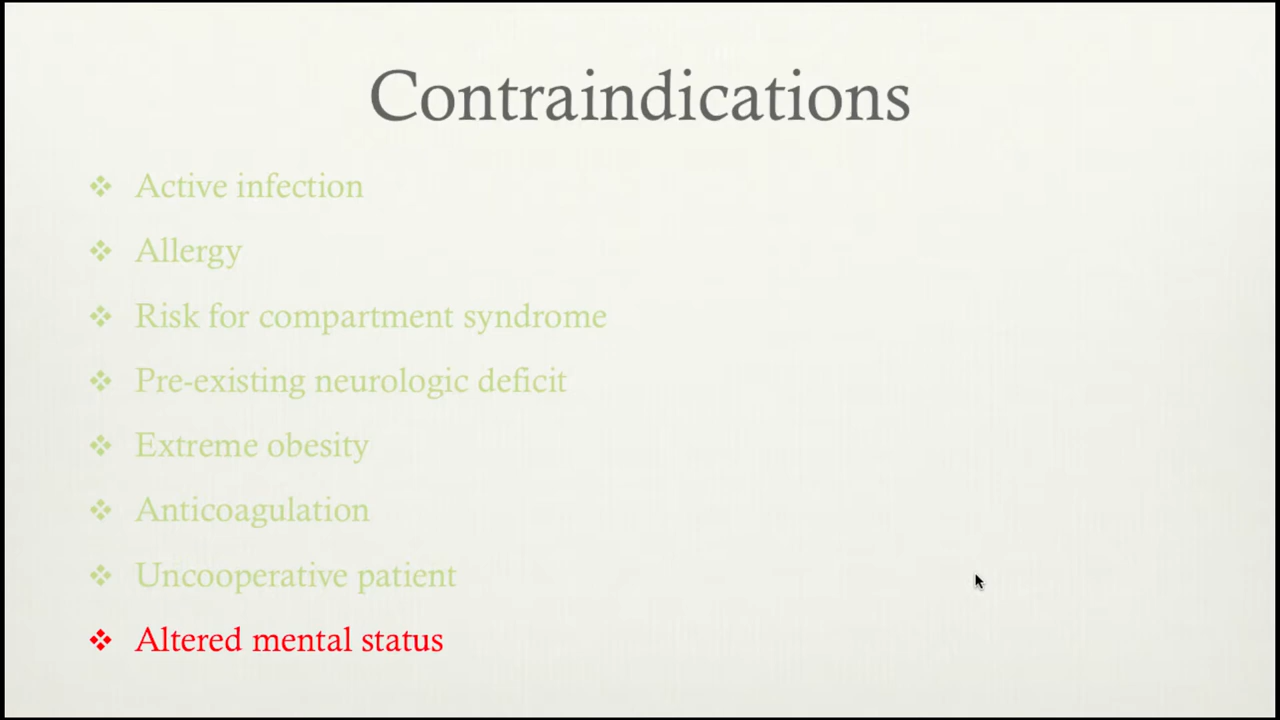 Contraindications
❖ Active infection
❖ Allergy
❖ Risk for compartment syndrome
❖ Pre-existing neurologic deficit
❖ Extreme obesity
❖ Anticoagulation
❖ Uncooperative patient
❖ Altered mental status